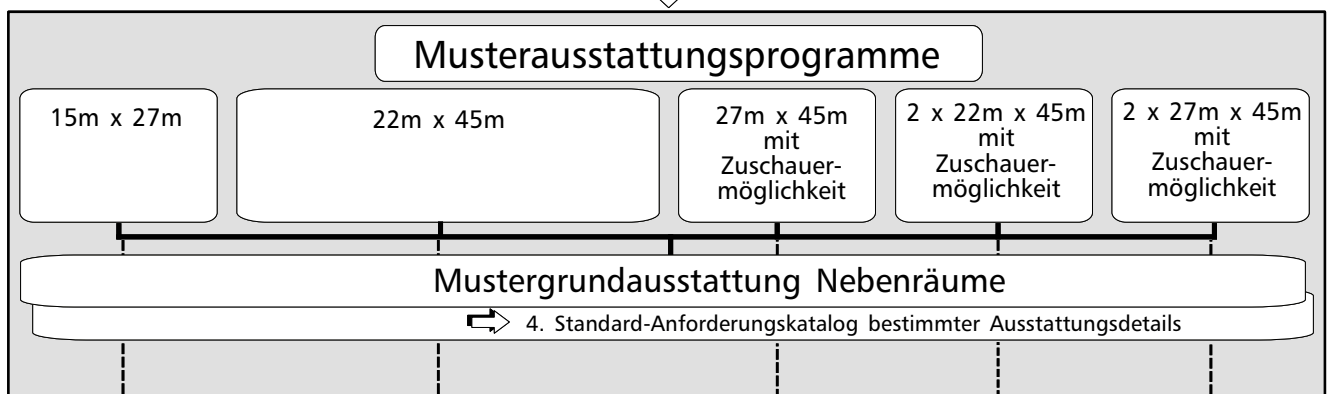 Musterausstattungsprogramme
15m x 27m
22m x 45m
27m x 45m
mit
Zuschauer-
möglichkeit
2 x 22m x 45m
mit
Zuschauer-
möglichkeit
2 x 27m x 45m
mit
Zuschauer-
möglichkeit
Mustergrundausstattung Nebenräume
4. Standard-Anforderungskatalog bestimmter Ausstattungsdetails